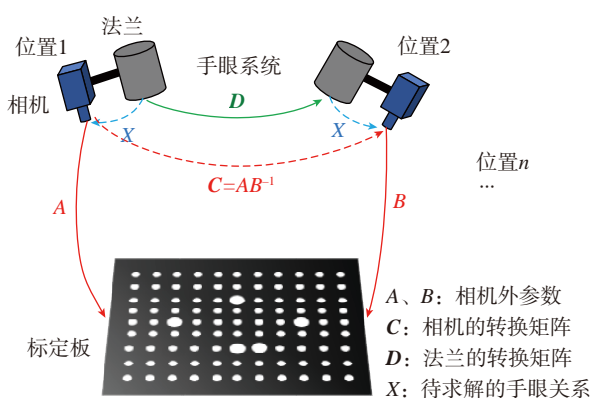 法兰
位置1
位置2
手眼系统
相机
D
X
X
位置n
...
C=AB⁻¹
A
B
标定板
A、B：相机外参数
C：相机的转换矩阵
D：法兰的转换矩阵
X：待求解的手眼关系